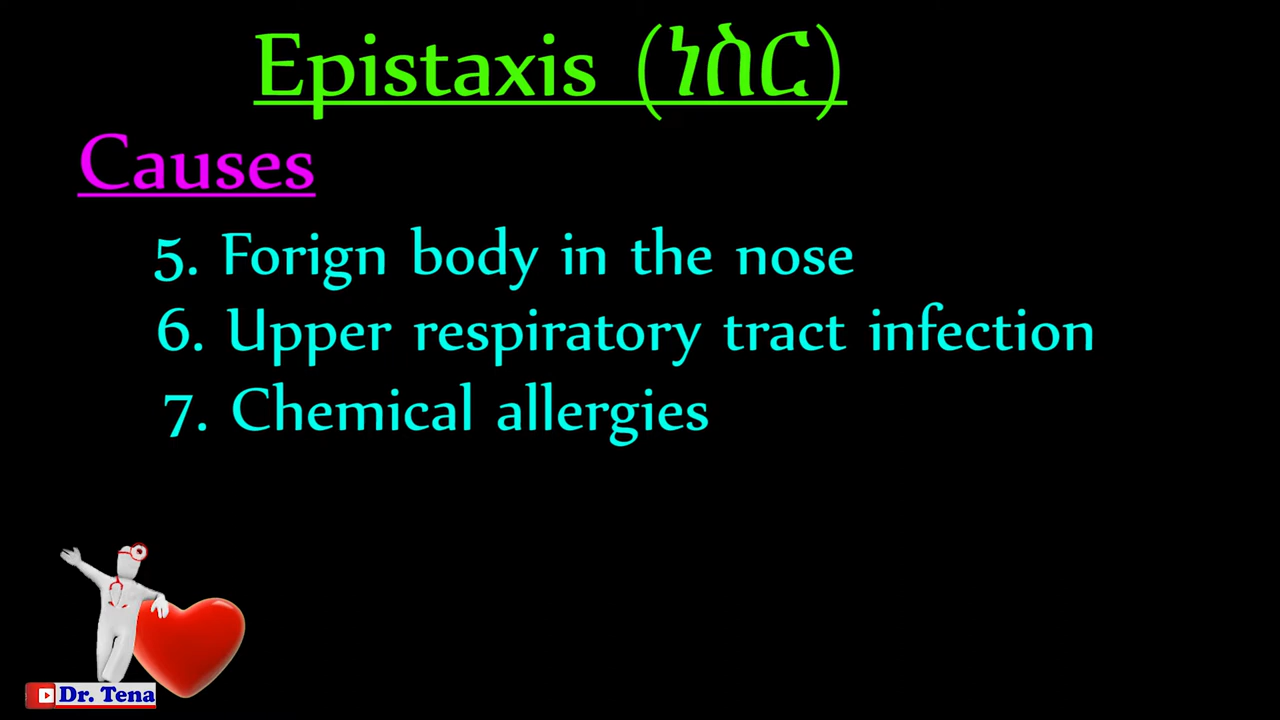 Epistaxis (ነስር)
Causes
5. Forign body in the nose
6. Upper respiratory tract infection
7. Chemical allergies
Dr. Tena